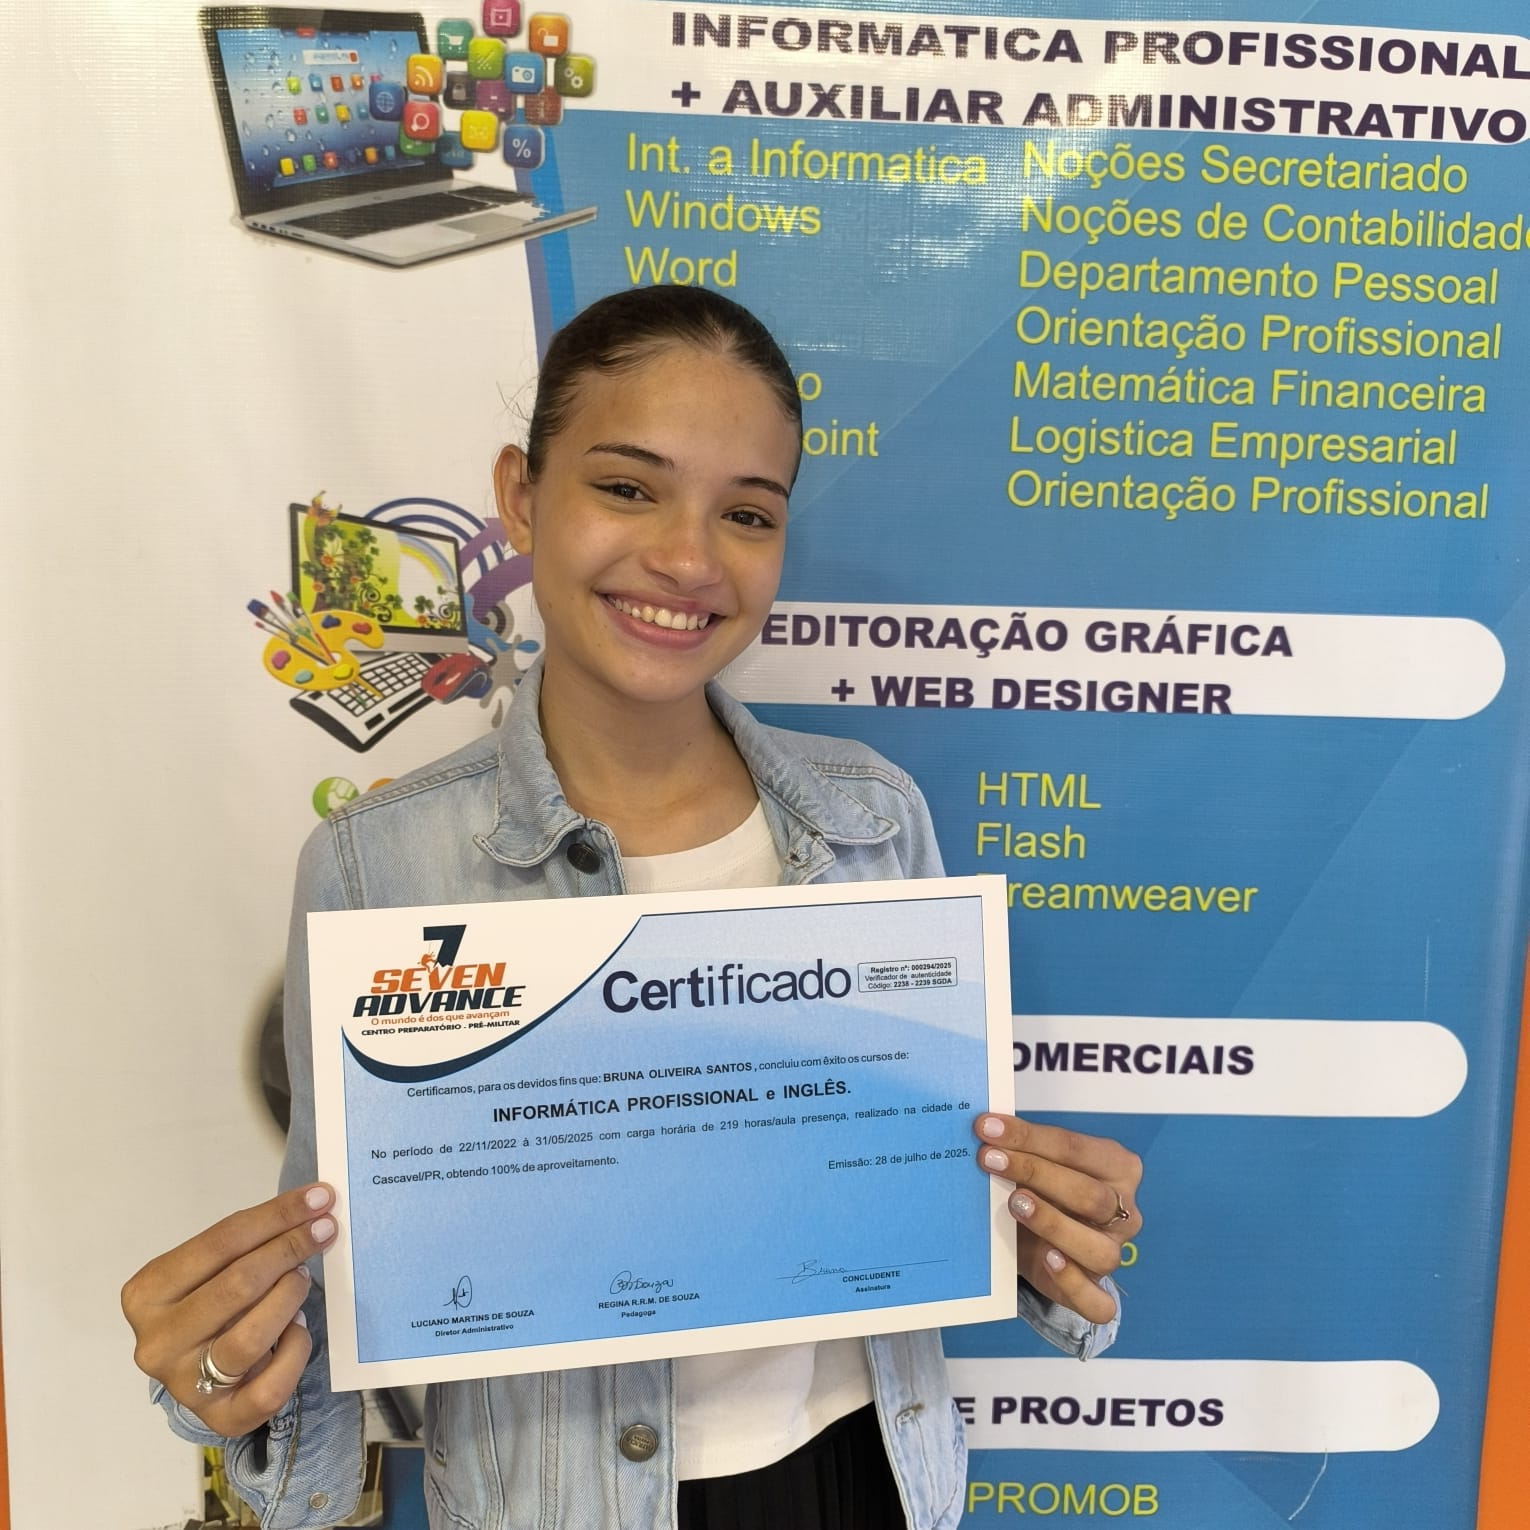 INFORMATICA PROFISSIONAL
+ AUXILIAR ADMINISTRATIVO
Int. a Informatica
Windows
Word
o
oint
Noções Secretariado
Noções de Contabilidade
Departamento Pessoal
Orientação Profissional
Matemática Financeira
Logistica Empresarial
Orientação Profissional
EDITORAÇÃO GRÁFICA
+ WEB DESIGNER
HTML
Flash
Dreamweaver
OMERCIAIS
o
E PROJETOS
PROMOB
7
SEVEN
ADVANCE
O mundo é dos que avançam
CENTRO PREPARATÓRIO - PRÉ-MILITAR
Certificado
Registro nº: 000294/2025
Verificador de autenticidade
Código: 2238 - 2239 SGDA
Certificamos, para os devidos fins que: BRUNA OLIVEIRA SANTOS, concluiu com êxito os cursos de:
INFORMÁTICA PROFISSIONAL e INGLÊS.
No período de 22/11/2022 à 31/05/2025 com carga horária de 219 horas/aula presença, realizado na cidade de
Cascavel/PR, obtendo 100% de aproveitamento.
Emissão: 28 de julho de 2025.
LUCIANO MARTINS DE SOUZA
Diretor Administrativo
REGINA R.R.M. DE SOUZA
Pedagoga
Bruna
CONCLUDENTE
Assinatura